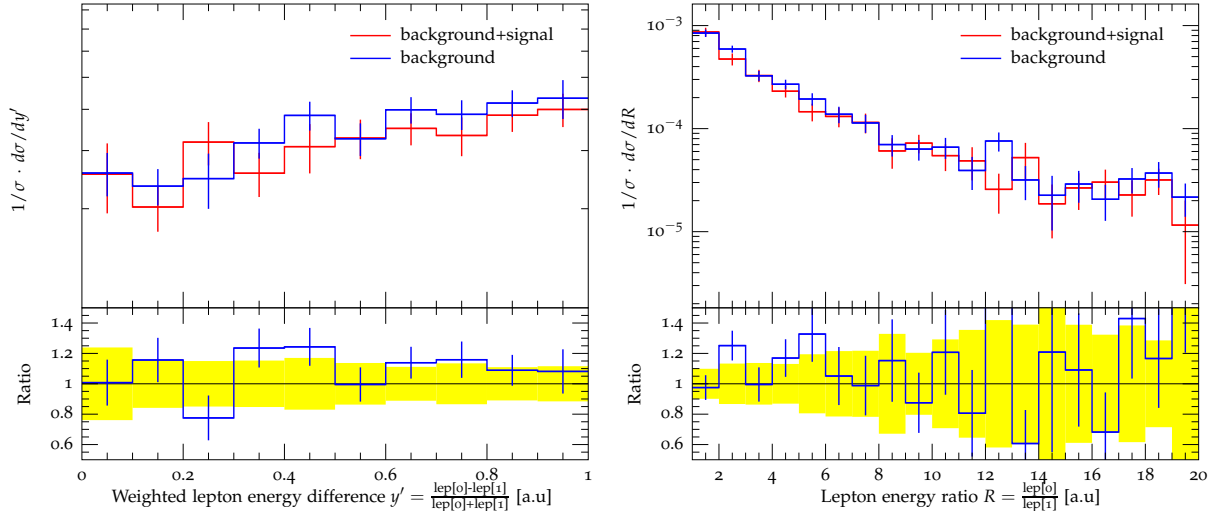 background+signal
background
1/σ · dσ/dy′
1.4
1.2
1
0.8
0.6
Ratio
0 0.2 0.4 0.6 0.8 1
Weighted lepton energy difference y′ = lep[0]-lep[1] / lep[0]+lep[1] [a.u]
background+signal
background
10−3
10−4
10−5
1/σ · dσ/dR
1.4
1.2
1
0.8
0.6
Ratio
2 4 6 8 10 12 14 16 18 20
Lepton energy ratio R = lep[0] / lep[1] [a.u]